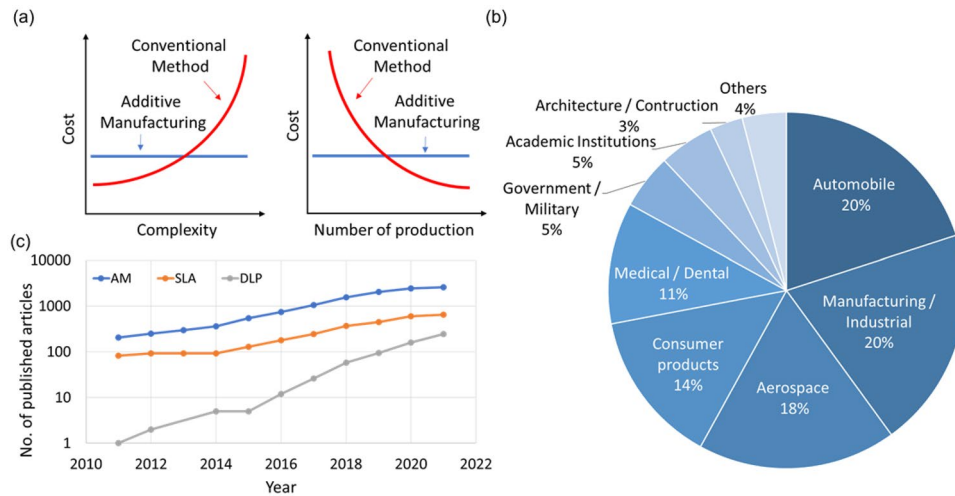 (a)
Conventional
Method
Additive
Manufacturing
Cost
Complexity
Conventional
Method
Additive
Manufacturing
Cost
Number of production
(b)
Others
4%
Architecture / Contruction
3%
Academic Institutions
5%
Government /
Military
5%
Medical / Dental
11%
Consumer
products
14%
Aerospace
18%
Manufacturing /
Industrial
20%
Automobile
20%
(c)
AM SLA DLP
No. of published articles
10000
1000
100
10
1
2010 2012 2014 2016 2018 2020 2022
Year